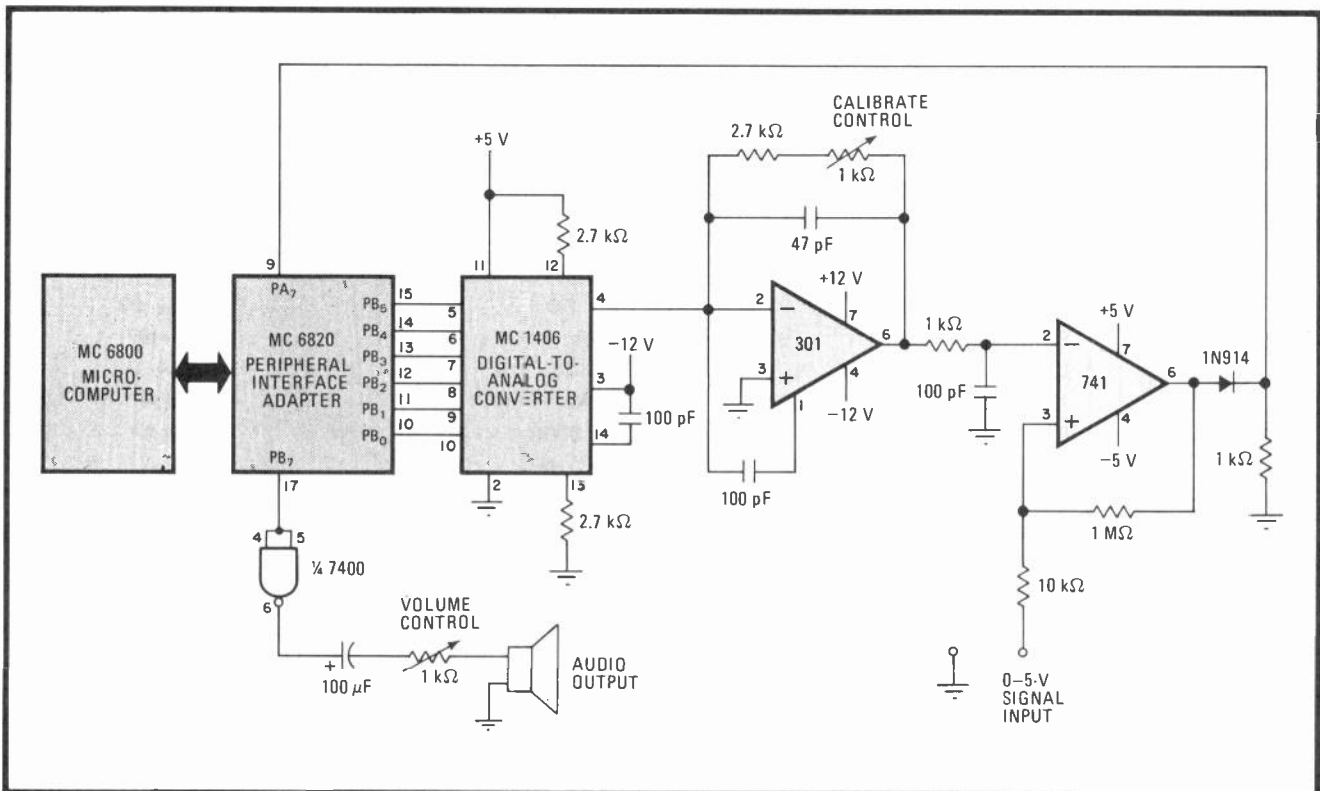 CALIBRATE
CONTROL
2.7 kΩ
1 kΩ
+5 V
2.7 kΩ
47 pF
9
11
12
PA7
15
PB5
5
4
+12 V
14
PB4
6
2
−
7
1 kΩ
2
−
+5 V
7
1N914
MC 6800
MICRO-
COMPUTER
MC 6820
PERIPHERAL
INTERFACE
ADAPTER
13
PB3
7
MC 1406
DIGITAL-TO-
ANALOG
CONVERTER
−12 V
301
6
741
6
12
PB2
8
3
3
+
4
−12 V
1
100 pF
3
+
4
−5 V
11
PB1
9
100 pF
10
PB0
10
14
1 kΩ
PB7
17
2
13
100 pF
2.7 kΩ
1 MΩ
4
5
¼ 7400
6
10 kΩ
VOLUME
CONTROL
+
100 μF
1 kΩ
AUDIO
OUTPUT
0–5-V
SIGNAL
INPUT